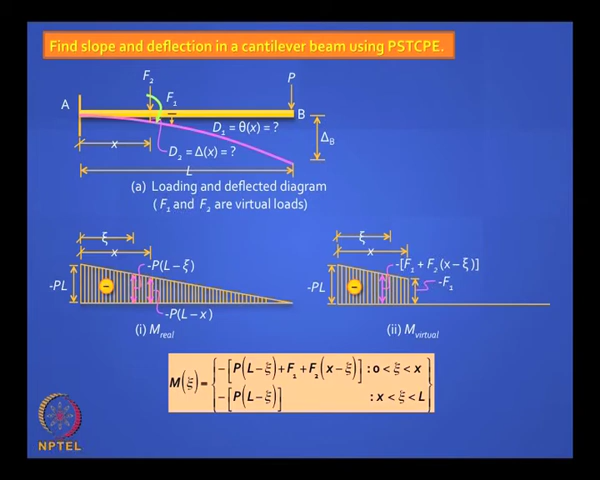 Find slope and deflection in a cantilever beam using PSTCPE.
F₂
P
A
F₁
B
D₁ = θ(x) = ?
x
D₂ = Δ(x) = ?
Δ_B
L
(a) Loading and deflected diagram
( F₁ and F₂ are virtual loads)
ξ
x
-P(L – ξ)
-PL
-P(L – x)
(i) M_real
ξ
x
-[F₁ + F₂ (x – ξ)]
-PL
-F₁
(ii) M_virtual
M(ξ) = { -[P(L-ξ)+F₁+F₂(x-ξ)] : 0 < ξ < x
-[P(L-ξ)] : x < ξ < L }
NPTEL